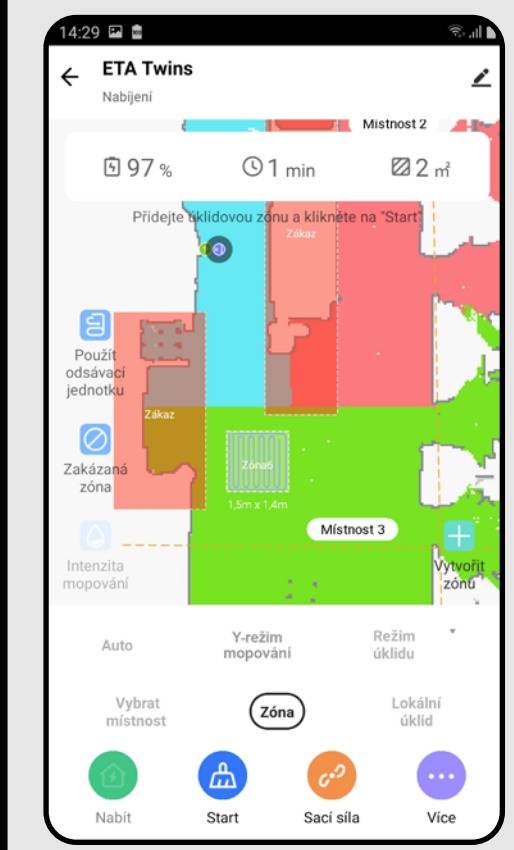 14:29
ETA Twins
Nabíjení
Místnost 2
97 %
1 min
2 m²
Přidejte úklidovou zónu a klikněte na "Start"
Zákaz
Použít
odsávací
jednotku
Zákaz
Zakázaná
zóna
Zóna6
1,5m x 1,4m
Místnost 3
Intenzita
mopování
Vytvořit
zónu
Auto
Y-režim
mopování
Režim
úklidu
Vybrat
místnost
Zóna
Lokální
úklid
Nabít
Start
Sací síla
Více